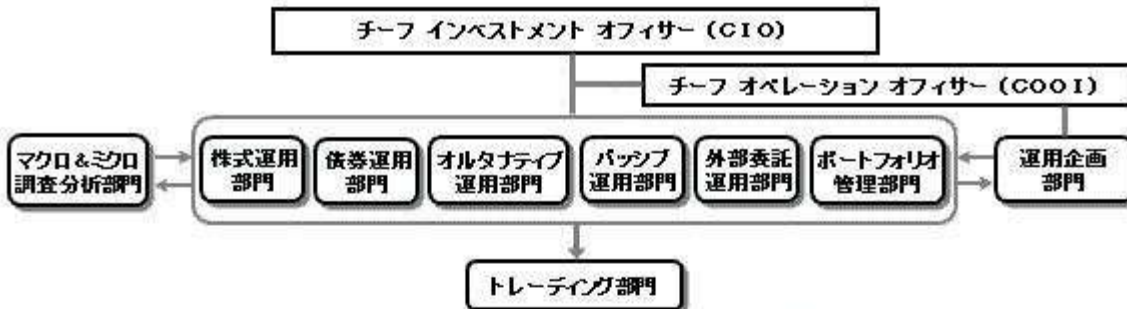 チーフ インベストメント オフィサー (CIO)
チーフ オペレーション オフィサー (COOI)
マクロ&ミクロ
調査分析部門
株式運用
部門
債券運用
部門
オルタナティブ
運用部門
パッシブ
運用部門
外部委託
運用部門
ポートフォリオ
管理部門
運用企画
部門
トレーディング部門